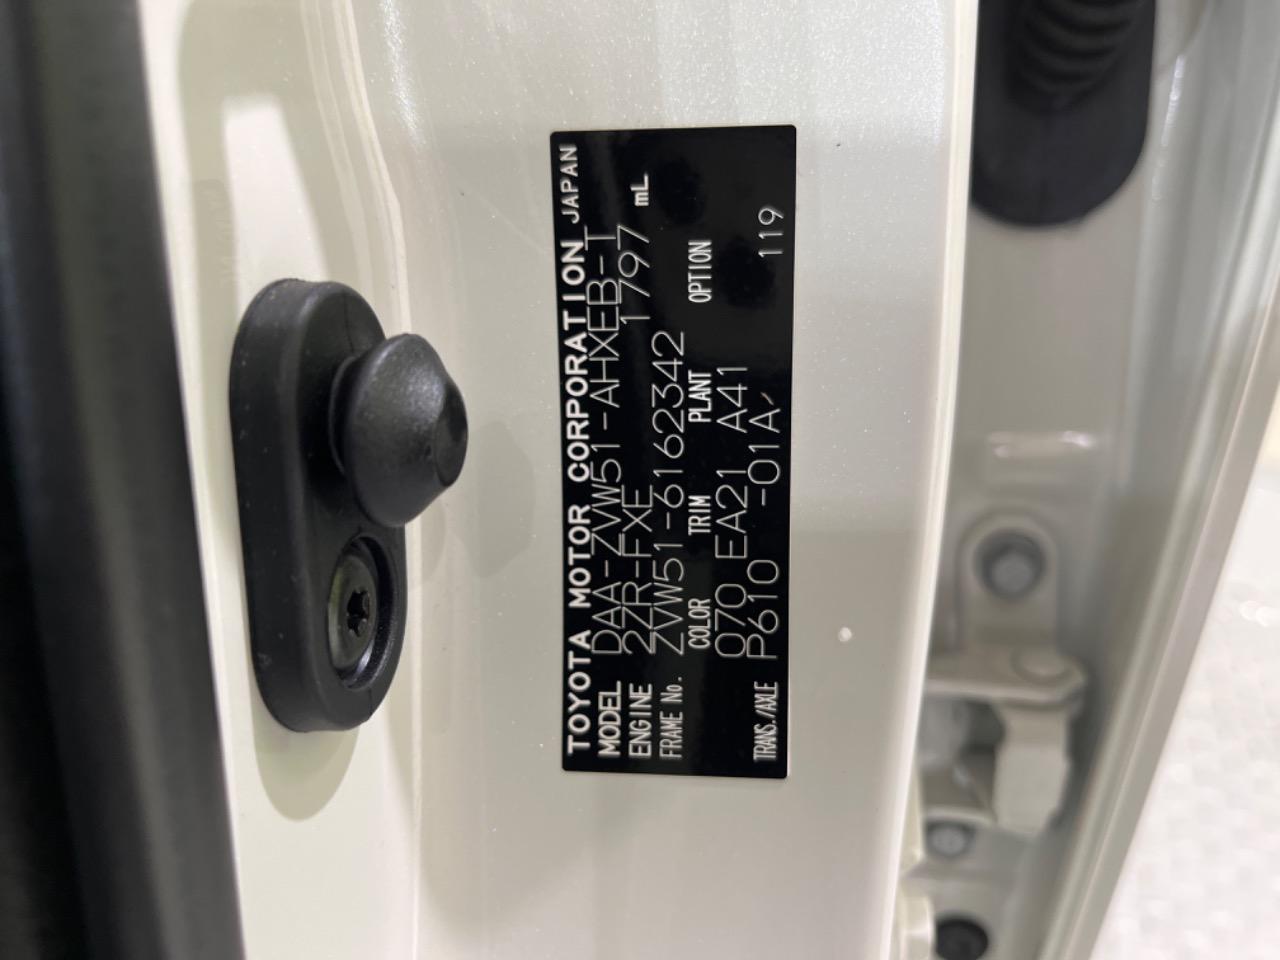 TOYOTA MOTOR CORPORATION JAPAN
MODEL DAA-ZVW51-AHXEB-T
ENGINE 2ZR-FXE 1797 mL
FRAME No. ZVW51-6162342
COLOR TRIM PLANT OPTION
070 EA21 A41
TRANS./AXLE P610 -01A 119